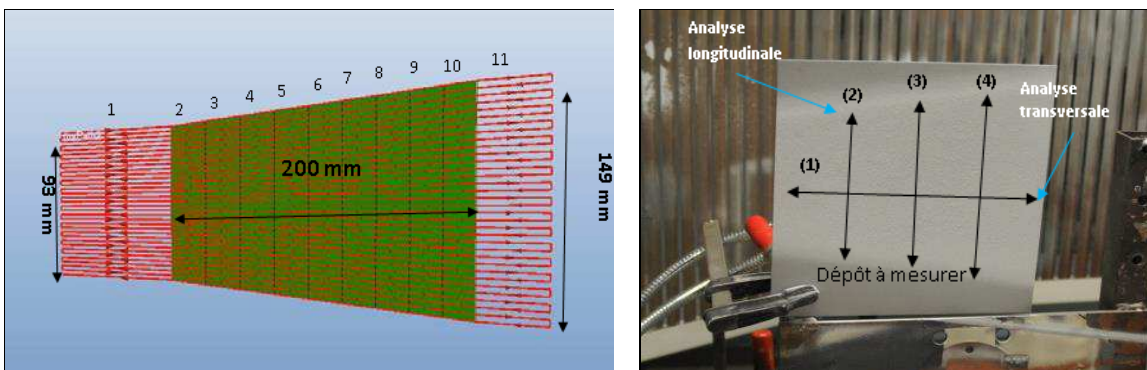 1
2
3
4
5
6
7
8
9
10
11
200 mm
93 mm
149 mm
Analyse
longitudinale
(1)
(2)
(3)
(4)
Analyse
transversale
Dépôt à mesurer